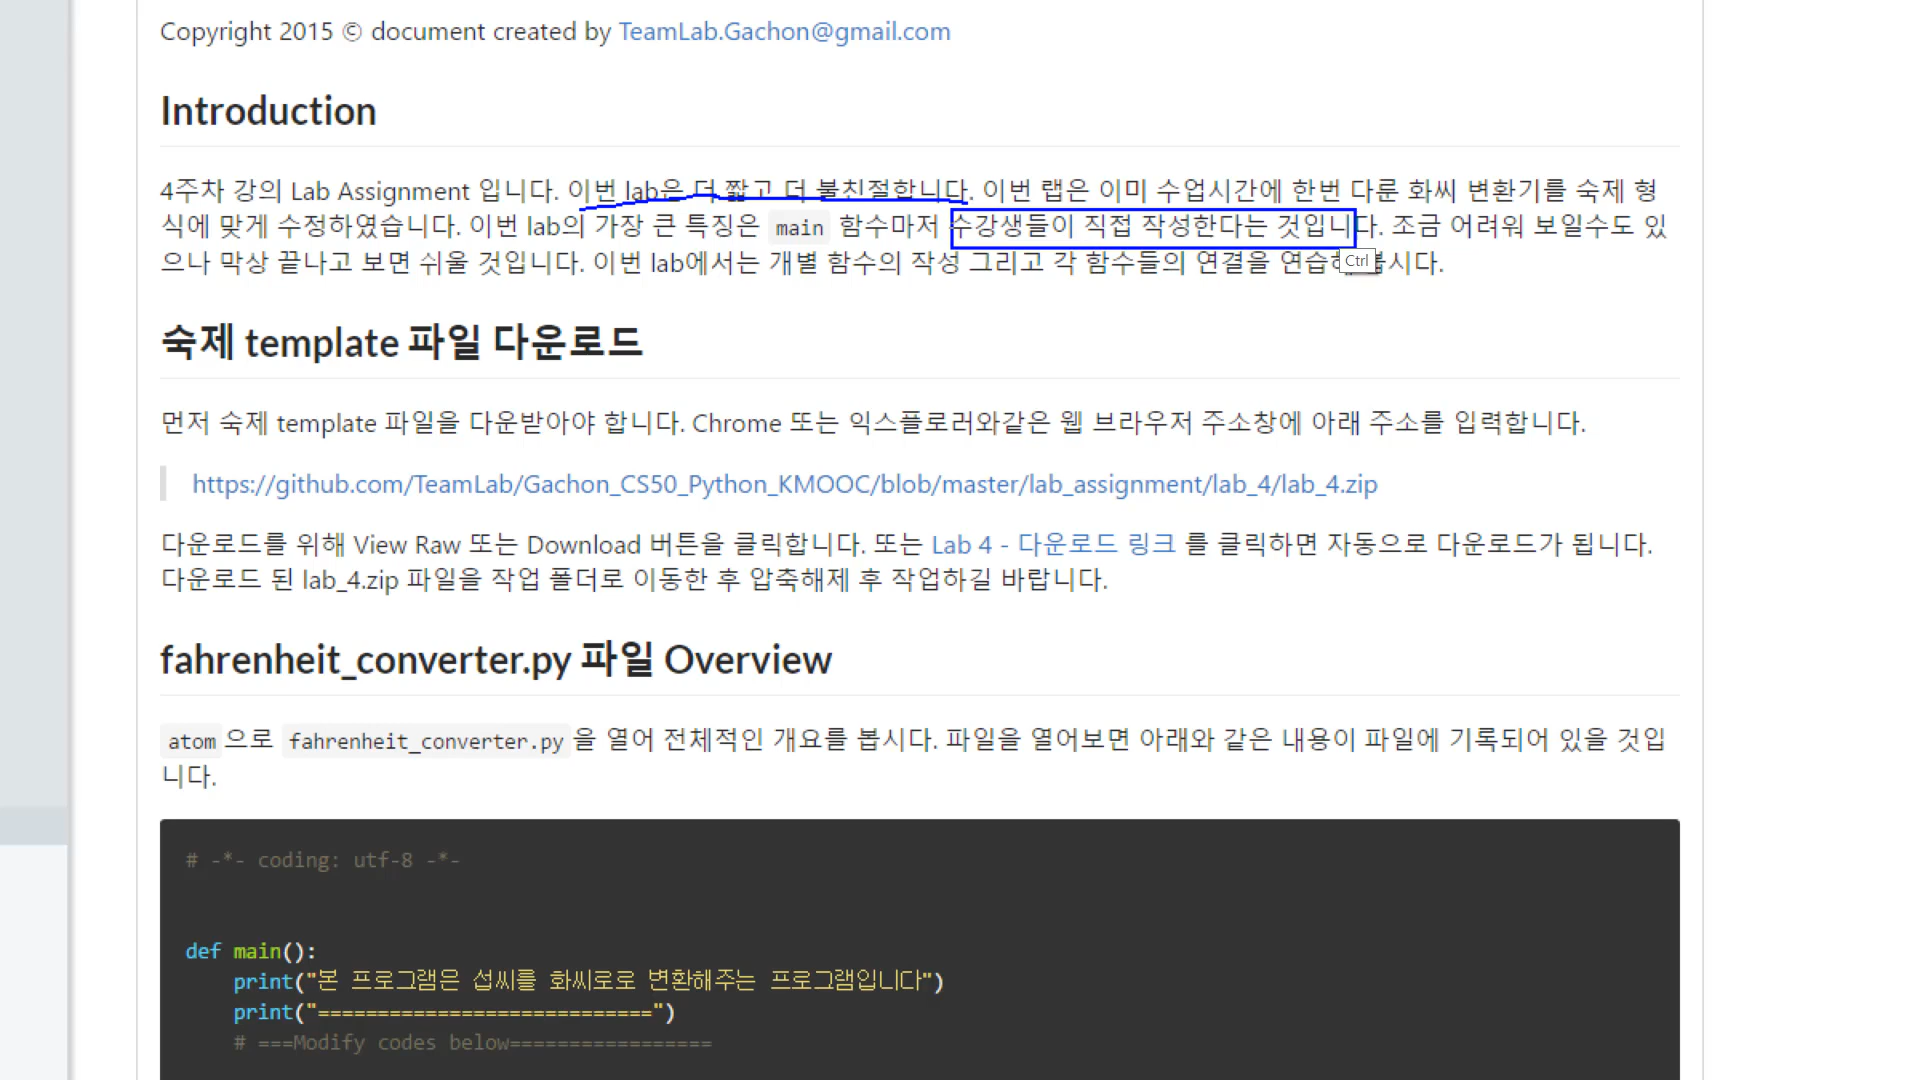 Copyright 2015 © document created by TeamLab.Gachon@gmail.com
Introduction
4주차 강의 Lab Assignment 입니다. 이번 lab은 더 짧고 더 불친절합니다. 이번 랩은 이미 수업시간에 한번 다룬 화씨 변환기를 숙제 형
식에 맞게 수정하였습니다. 이번 lab의 가장 큰 특징은 main 함수마저 수강생들이 직접 작성한다는 것입니다. 조금 어려워 보일수도 있
으나 막상 끝나고 보면 쉬울 것입니다. 이번 lab에서는 개별 함수의 작성 그리고 각 함수들의 연결을 봅시다.
Ctrl
숙제 template 파일 다운로드
먼저 숙제 template 파일을 다운받아야 합니다. Chrome 또는 익스플로러와같은 웹 브라우저 주소창에 아래 주소를 입력합니다.
https://github.com/TeamLab/Gachon_CS50_Python_KMOOC/blob/master/lab_assignment/lab_4/lab_4.zip
다운로드를 위해 View Raw 또는 Download 버튼을 클릭합니다. 또는 Lab 4 - 다운로드 링크 를 클릭하면 자동으로 다운로드가 됩니다.
다운로드 된 lab_4.zip 파일을 작업 폴더로 이동한 후 압축해제 후 작업하길 바랍니다.
fahrenheit_converter.py 파일 Overview
atom으로 fahrenheit_converter.py을 열어 전체적인 개요를 봅시다. 파일을 열어보면 아래와 같은 내용이 파일에 기록되어 있을 것입
니다.
# -*- coding: utf-8 -*-
def main():
print("본 프로그램은 섭씨를 화씨로로 변환해주는 프로그램입니다")
print("============================")
# ===Modify codes below=================